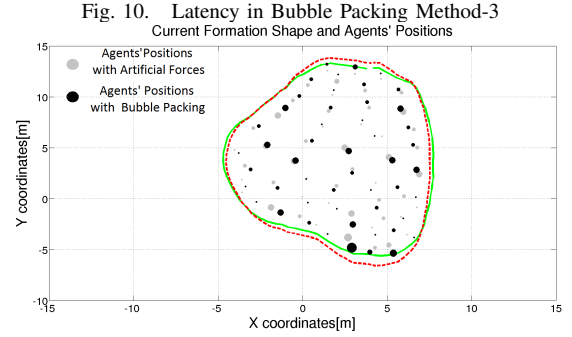 Fig. 10. Latency in Bubble Packing Method-3
Current Formation Shape and Agents' Positions
Agents'Positions
with Artificial Forces
Agents' Positions
with Bubble Packing
15
10
5
0
-5
-10
Y coordinates[m]
-15 -10 -5 0 5 10 15
X coordinates[m]